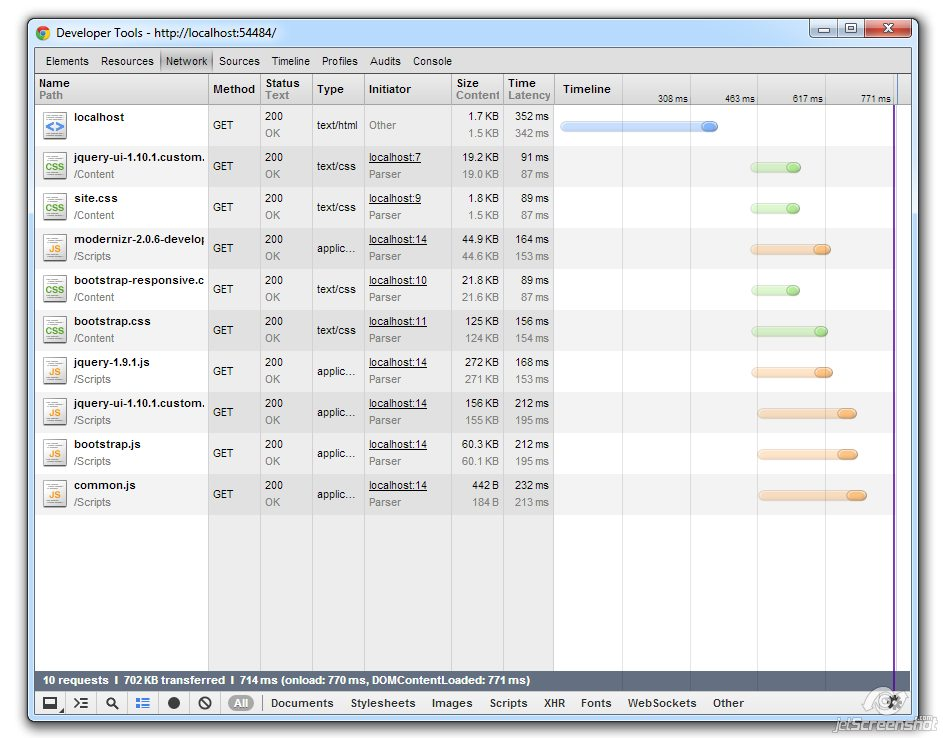 Developer Tools - http://localhost:54484/
Elements Resources Network Sources Timeline Profiles Audits Console
Name Method Status Type Initiator Size Time Timeline
Path Text Content Latency 308 ms 463 ms 617 ms 771 ms
localhost GET 200 text/html Other 1.7 KB 352 ms
OK 1.5 KB 342 ms
jquery-ui-1.10.1.custom. GET 200 text/css localhost:7 19.2 KB 91 ms
/Content OK Parser 19.0 KB 87 ms
site.css GET 200 text/css localhost:9 1.8 KB 89 ms
/Content OK Parser 1.5 KB 87 ms
modernizr-2.0.6-develop GET 200 applic... localhost:14 44.9 KB 164 ms
/Scripts OK Parser 44.6 KB 153 ms
bootstrap-responsive.c GET 200 text/css localhost:10 21.8 KB 89 ms
/Content OK Parser 21.6 KB 87 ms
bootstrap.css GET 200 text/css localhost:11 125 KB 156 ms
/Content OK Parser 124 KB 154 ms
jquery-1.9.1.js GET 200 applic... localhost:14 272 KB 168 ms
/Scripts OK Parser 271 KB 153 ms
jquery-ui-1.10.1.custom. GET 200 applic... localhost:14 156 KB 212 ms
/Scripts OK Parser 155 KB 195 ms
bootstrap.js GET 200 applic... localhost:14 60.3 KB 212 ms
/Scripts OK Parser 60.1 KB 195 ms
common.js GET 200 applic... localhost:14 442 B 232 ms
/Scripts OK Parser 184 B 213 ms
10 requests I 702 KB transferred I 714 ms (onload: 770 ms, DOMContentLoaded: 771 ms)
All Documents Stylesheets Images Scripts XHR Fonts WebSockets Other
jetScreenshot.com